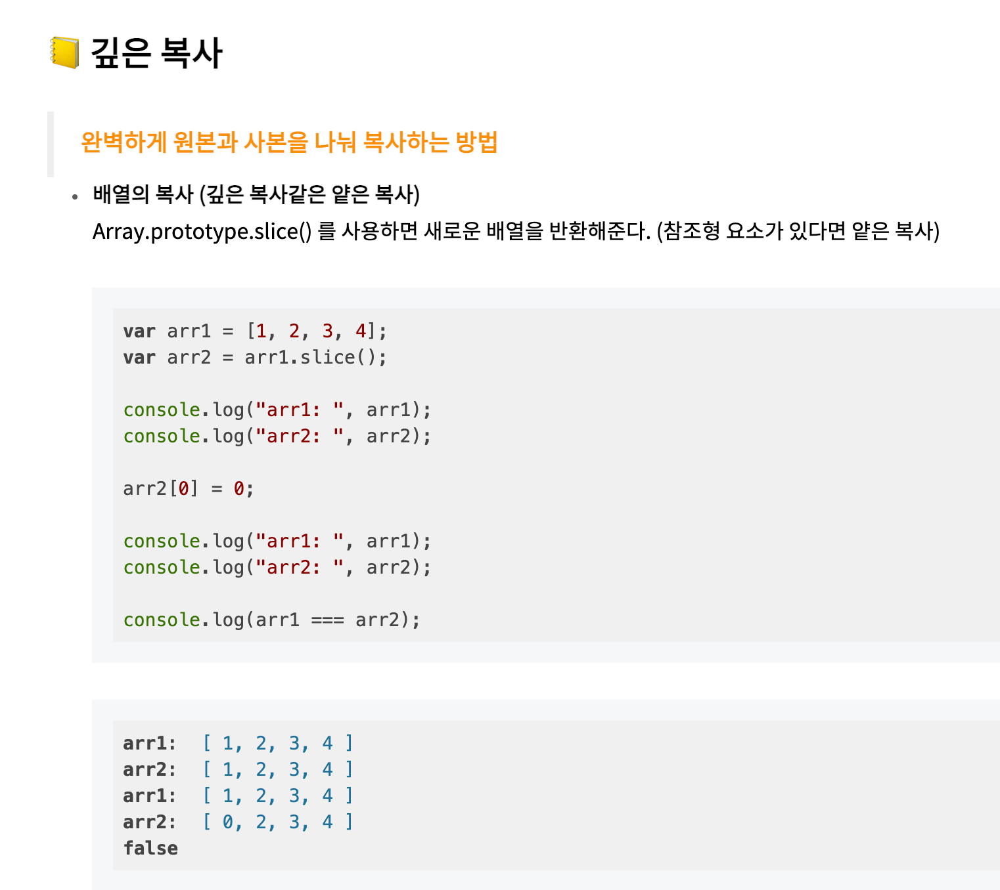 깊은 복사
완벽하게 원본과 사본을 나눠 복사하는 방법
• 배열의 복사 (깊은 복사같은 얕은 복사)
Array.prototype.slice() 를 사용하면 새로운 배열을 반환해준다. (참조형 요소가 있다면 얕은 복사)
var arr1 = [1, 2, 3, 4];
var arr2 = arr1.slice();
console.log("arr1: ", arr1);
console.log("arr2: ", arr2);
arr2[0] = 0;
console.log("arr1: ", arr1);
console.log("arr2: ", arr2);
console.log(arr1 === arr2);
arr1:  [ 1, 2, 3, 4 ]
arr2:  [ 1, 2, 3, 4 ]
arr1:  [ 1, 2, 3, 4 ]
arr2:  [ 0, 2, 3, 4 ]
false